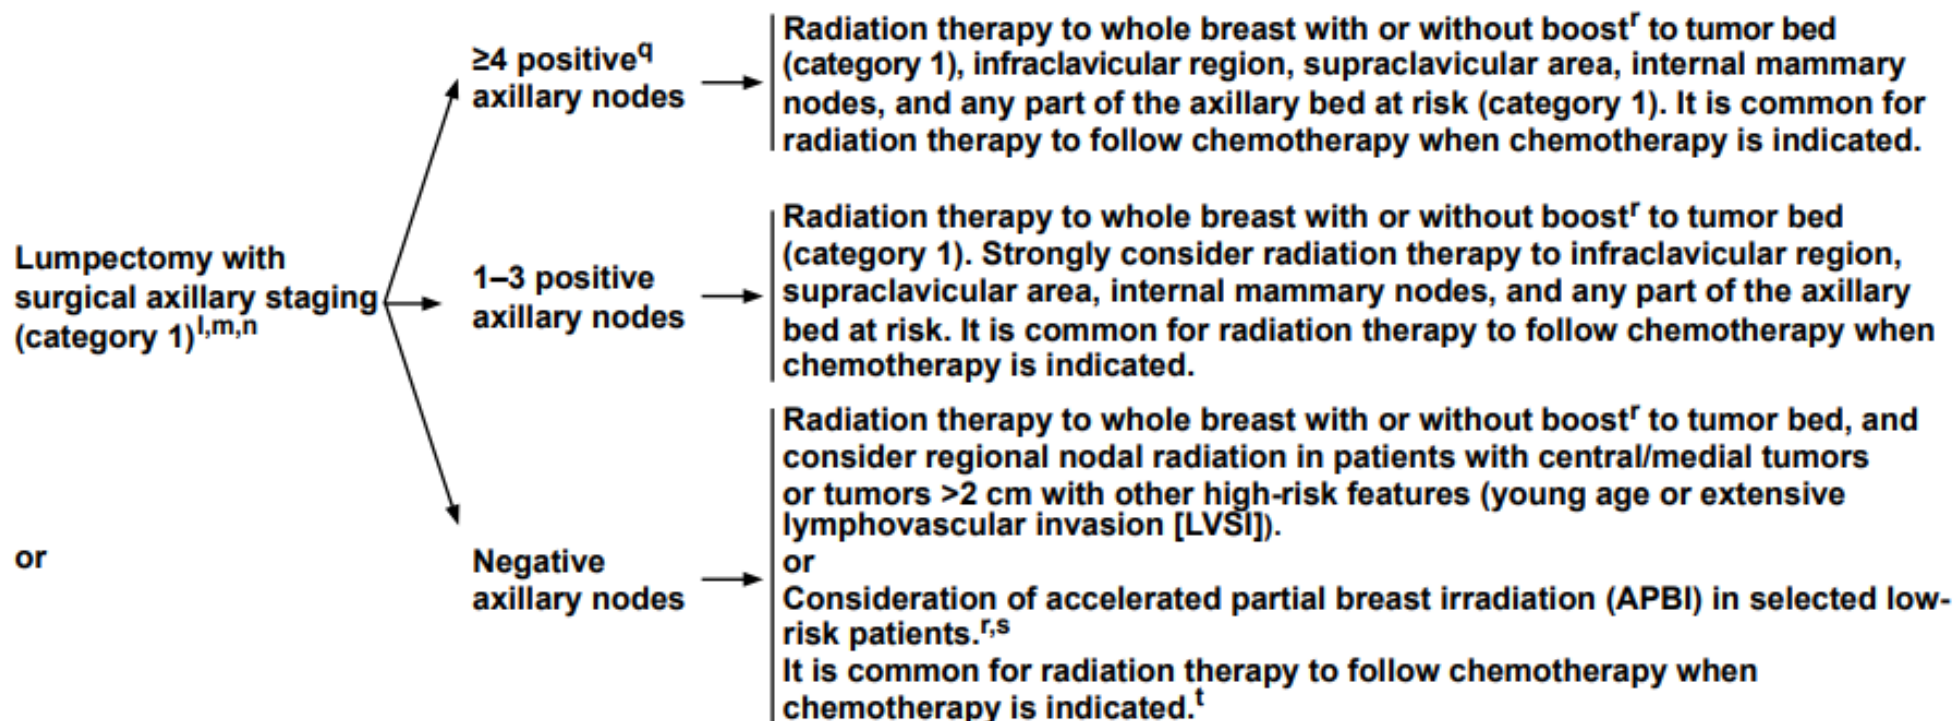 Lumpectomy with
surgical axillary staging
(category 1)l,m,n
or
≥4 positiveq
axillary nodes
Radiation therapy to whole breast with or without boostr to tumor bed
(category 1), infraclavicular region, supraclavicular area, internal mammary
nodes, and any part of the axillary bed at risk (category 1). It is common for
radiation therapy to follow chemotherapy when chemotherapy is indicated.
1–3 positive
axillary nodes
Radiation therapy to whole breast with or without boostr to tumor bed
(category 1). Strongly consider radiation therapy to infraclavicular region,
supraclavicular area, internal mammary nodes, and any part of the axillary
bed at risk. It is common for radiation therapy to follow chemotherapy when
chemotherapy is indicated.
Negative
axillary nodes
Radiation therapy to whole breast with or without boostr to tumor bed, and
consider regional nodal radiation in patients with central/medial tumors
or tumors >2 cm with other high-risk features (young age or extensive
lymphovascular invasion [LVSI]).
or
Consideration of accelerated partial breast irradiation (APBI) in selected low-
risk patients.r,s
It is common for radiation therapy to follow chemotherapy when
chemotherapy is indicated.t